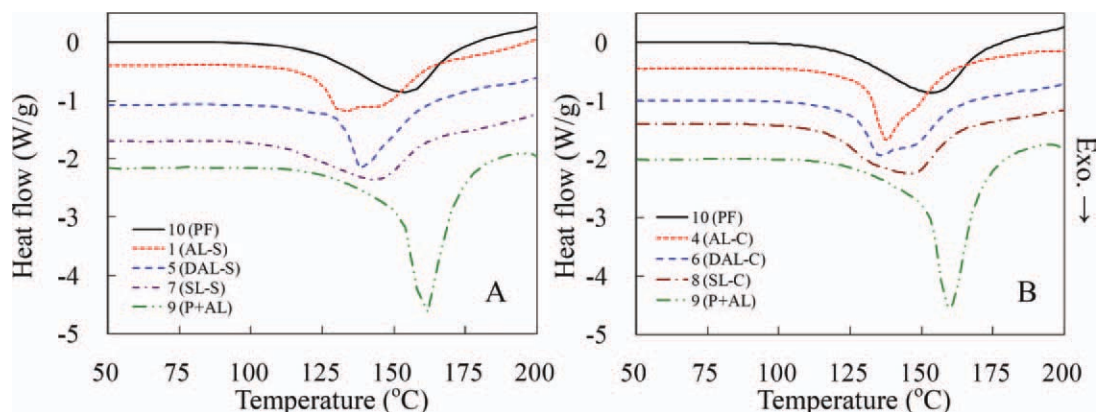 0
-1
-2
-3
-4
-5
Heat flow (W/g)
10 (PF)
1 (AL-S)
5 (DAL-S)
7 (SL-S)
9 (P+AL)
A
50 75 100 125 150 175 200
Temperature (°C)
0
-1
-2
-3
-4
-5
Heat flow (W/g)
10 (PF)
4 (AL-C)
6 (DAL-C)
8 (SL-C)
9 (P+AL)
B
50 75 100 125 150 175 200
Temperature (°C)
Exo. →